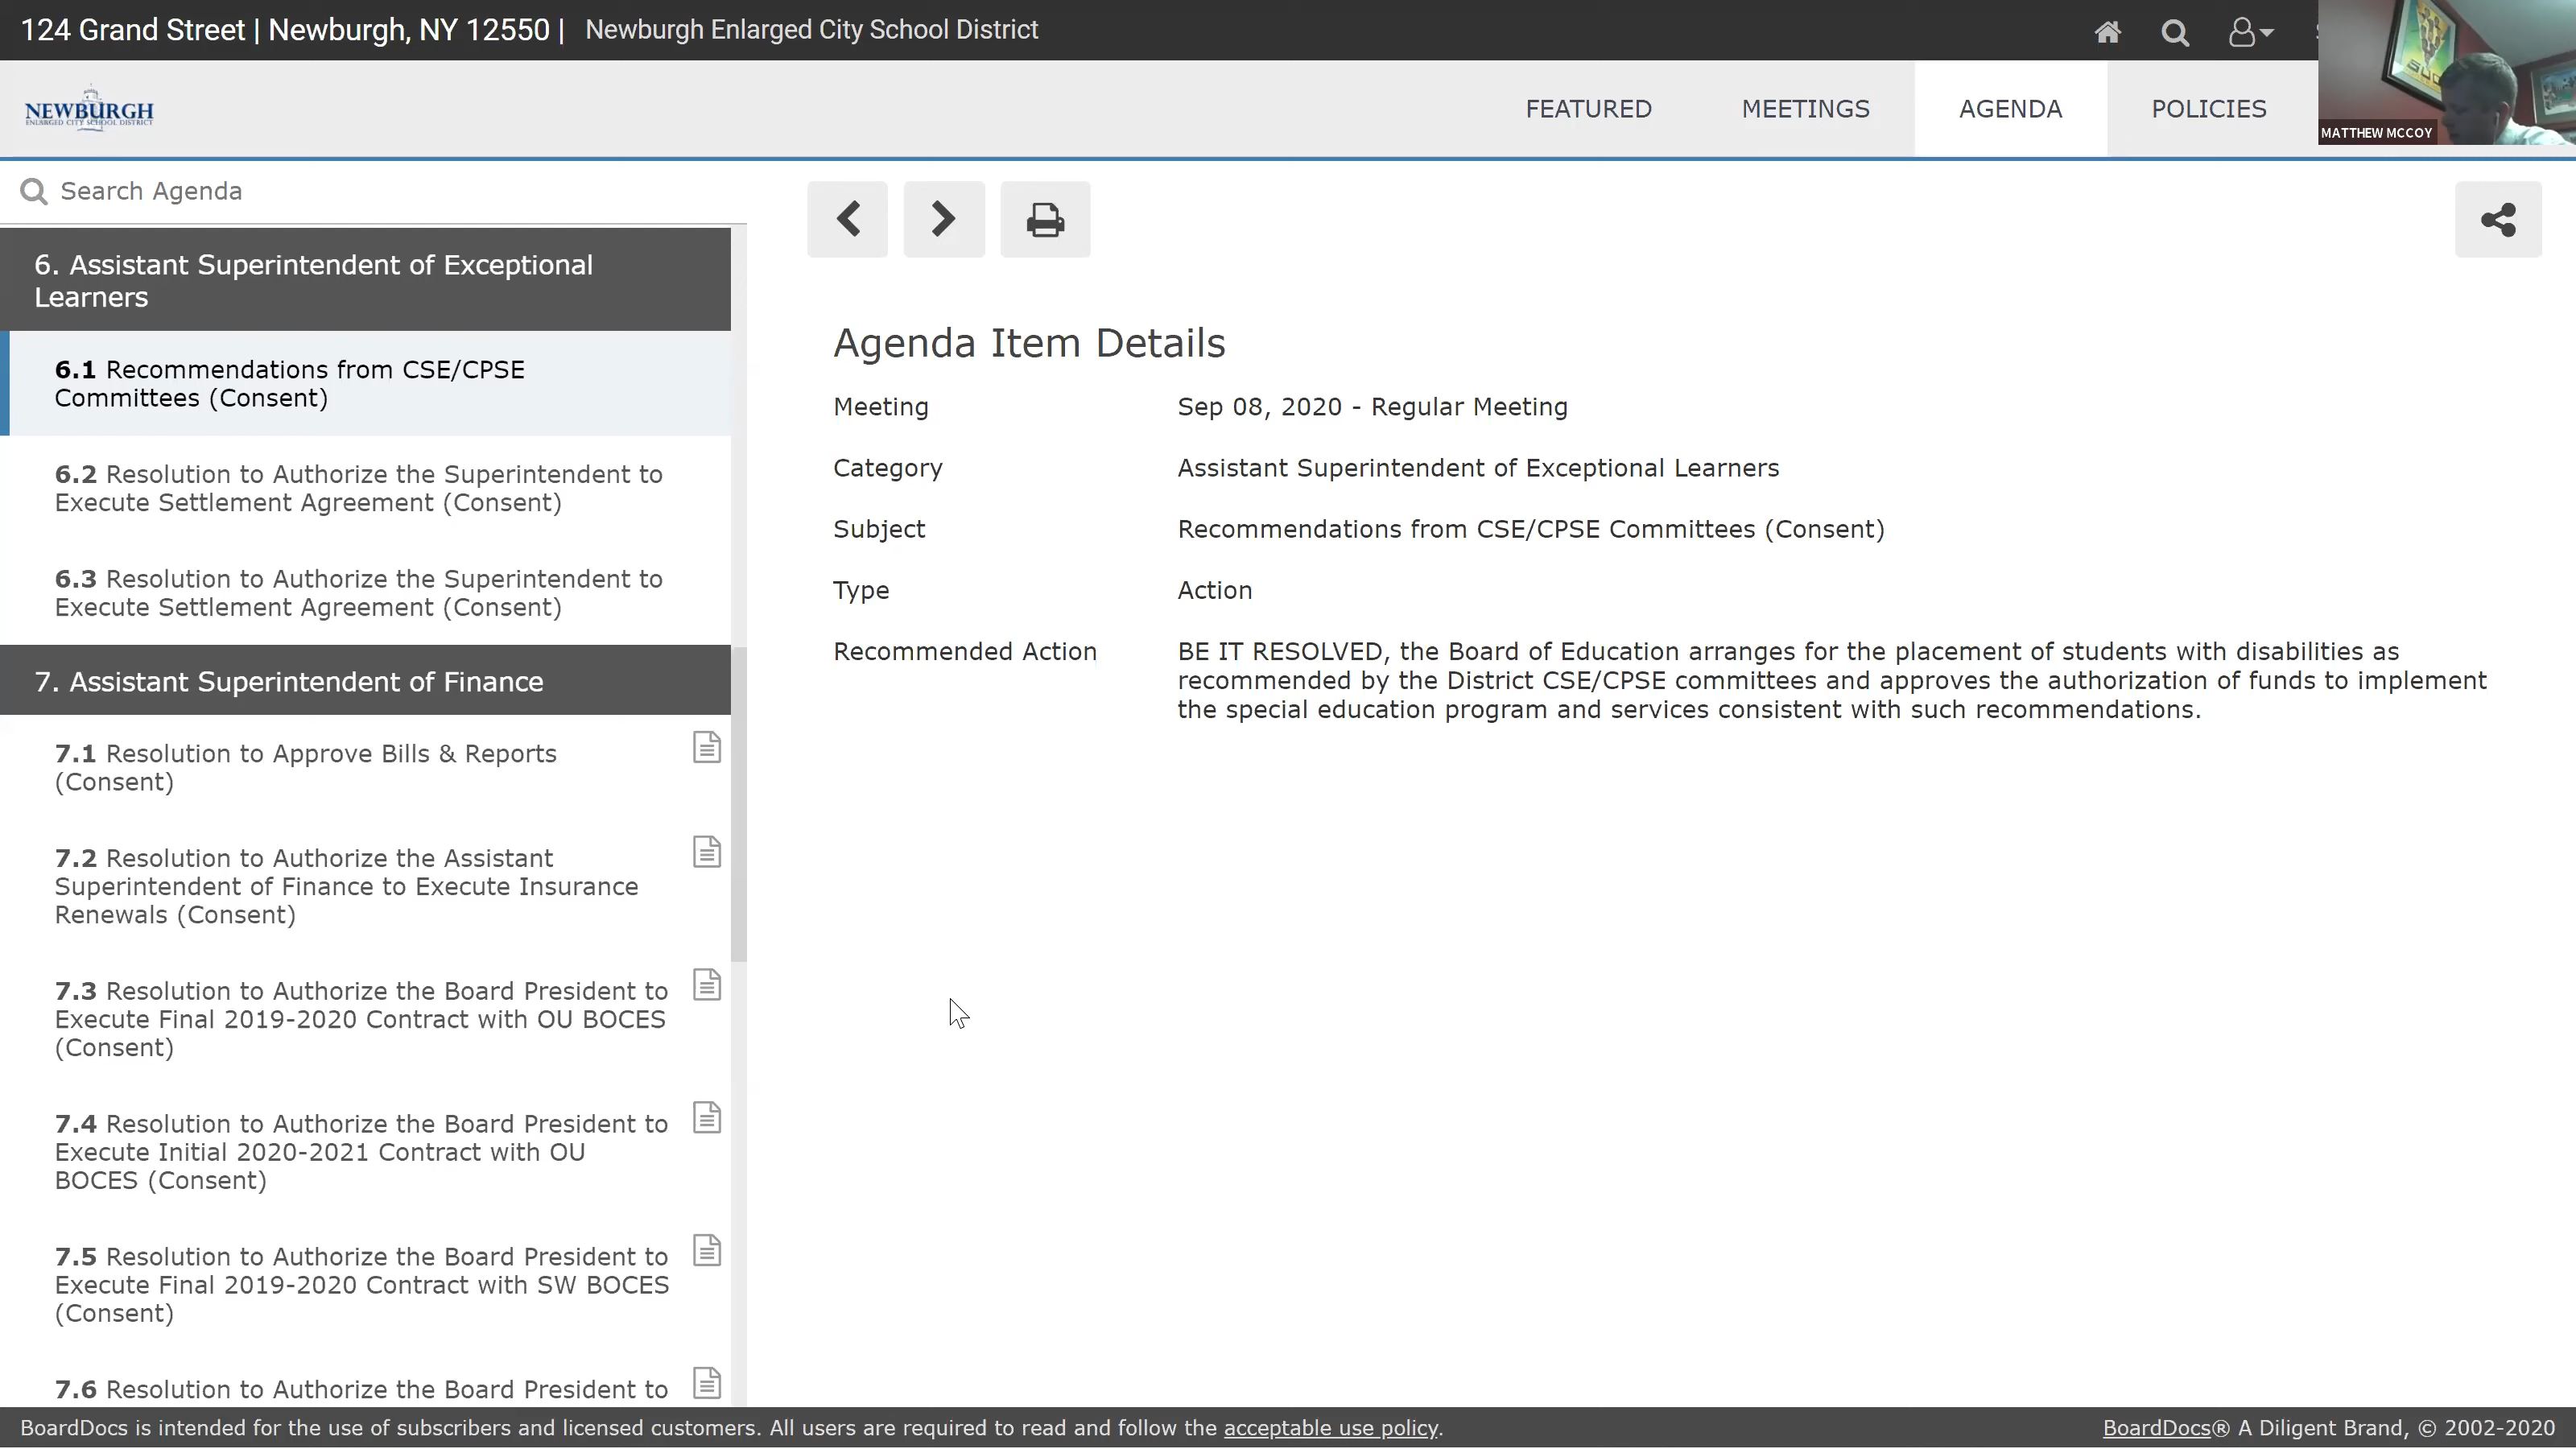 124 Grand Street | Newburgh, NY 12550 | Newburgh Enlarged City School District
NEWBURGH
ENLARGED CITY SCHOOL DISTRICT
FEATURED
MEETINGS
AGENDA
POLICIES
MATTHEW MCCOY
Search Agenda
6. Assistant Superintendent of Exceptional
Learners
6.1 Recommendations from CSE/CPSE
Committees (Consent)
6.2 Resolution to Authorize the Superintendent to
Execute Settlement Agreement (Consent)
6.3 Resolution to Authorize the Superintendent to
Execute Settlement Agreement (Consent)
7. Assistant Superintendent of Finance
7.1 Resolution to Approve Bills & Reports
(Consent)
7.2 Resolution to Authorize the Assistant
Superintendent of Finance to Execute Insurance
Renewals (Consent)
7.3 Resolution to Authorize the Board President to
Execute Final 2019-2020 Contract with OU BOCES
(Consent)
7.4 Resolution to Authorize the Board President to
Execute Initial 2020-2021 Contract with OU
BOCES (Consent)
7.5 Resolution to Authorize the Board President to
Execute Final 2019-2020 Contract with SW BOCES
(Consent)
7.6 Resolution to Authorize the Board President to
Agenda Item Details
Meeting Sep 08, 2020 - Regular Meeting
Category Assistant Superintendent of Exceptional Learners
Subject Recommendations from CSE/CPSE Committees (Consent)
Type Action
Recommended Action BE IT RESOLVED, the Board of Education arranges for the placement of students with disabilities as
recommended by the District CSE/CPSE committees and approves the authorization of funds to implement
the special education program and services consistent with such recommendations.
BoardDocs is intended for the use of subscribers and licensed customers. All users are required to read and follow the acceptable use policy.
BoardDocs® A Diligent Brand, © 2002-2020